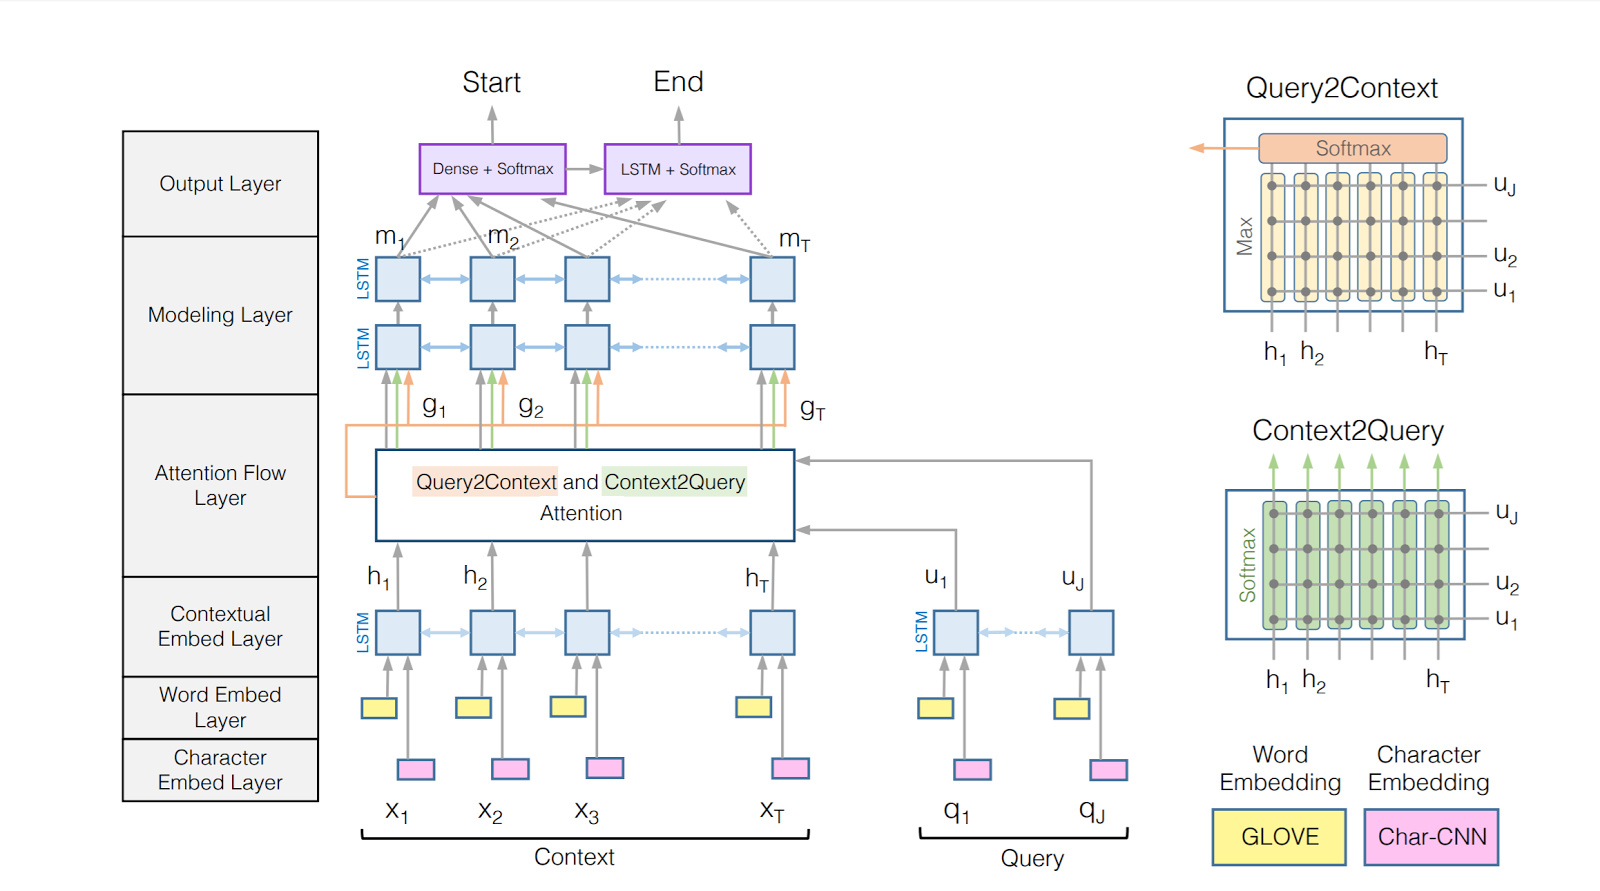 Start
End
Query2Context
Output Layer
Dense + Softmax
LSTM + Softmax
Softmax
Max
uJ
u2
u1
h1 h2 hT
m1
m2
mT
LSTM
Modeling Layer
LSTM
g1
g2
gT
Attention Flow
Layer
Query2Context and Context2Query
Attention
Context2Query
Softmax
uJ
u2
u1
h1 h2 hT
h1
h2
hT
u1
uJ
Contextual
Embed Layer
LSTM
LSTM
Word Embed
Layer
Character
Embed Layer
x1
x2
x3
xT
q1
qJ
Context
Query
Word
Embedding
Character
Embedding
GLOVE
Char-CNN